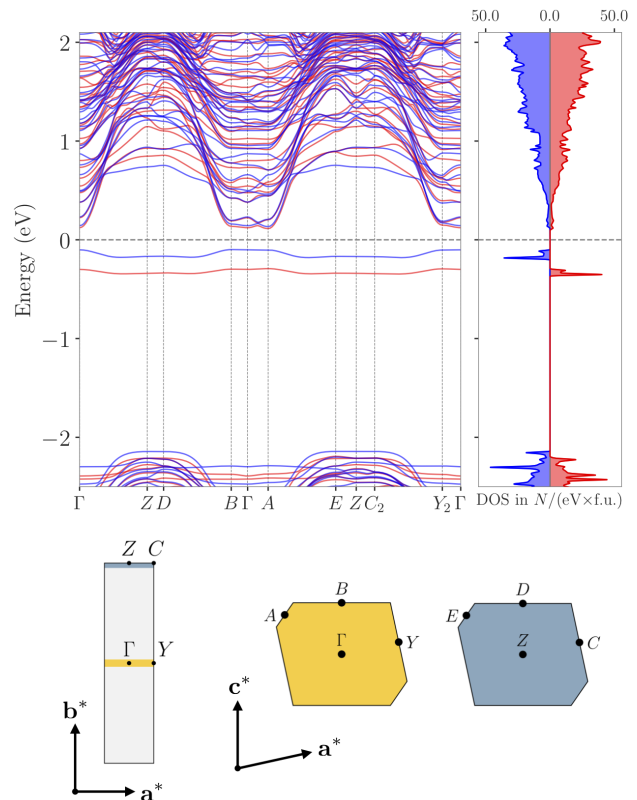 50.0 0.0 50.0
2
1
0
−1
−2
Energy (eV)
Γ Z D B Γ A E Z C₂ Y₂ Γ
DOS in N/(eV×f.u.)
Z C
Γ Y
b*
a*
A B Γ Y
c*
a*
E D Z C